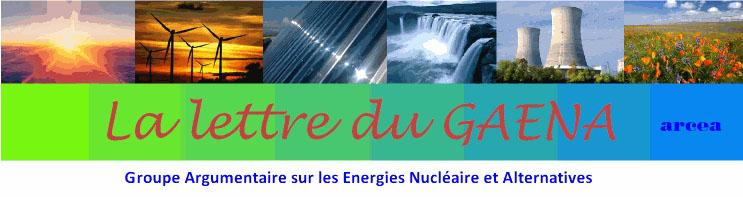 La lettre du GAENA arcea
Groupe Argumentaire sur les Energies Nucléaire et Alternatives